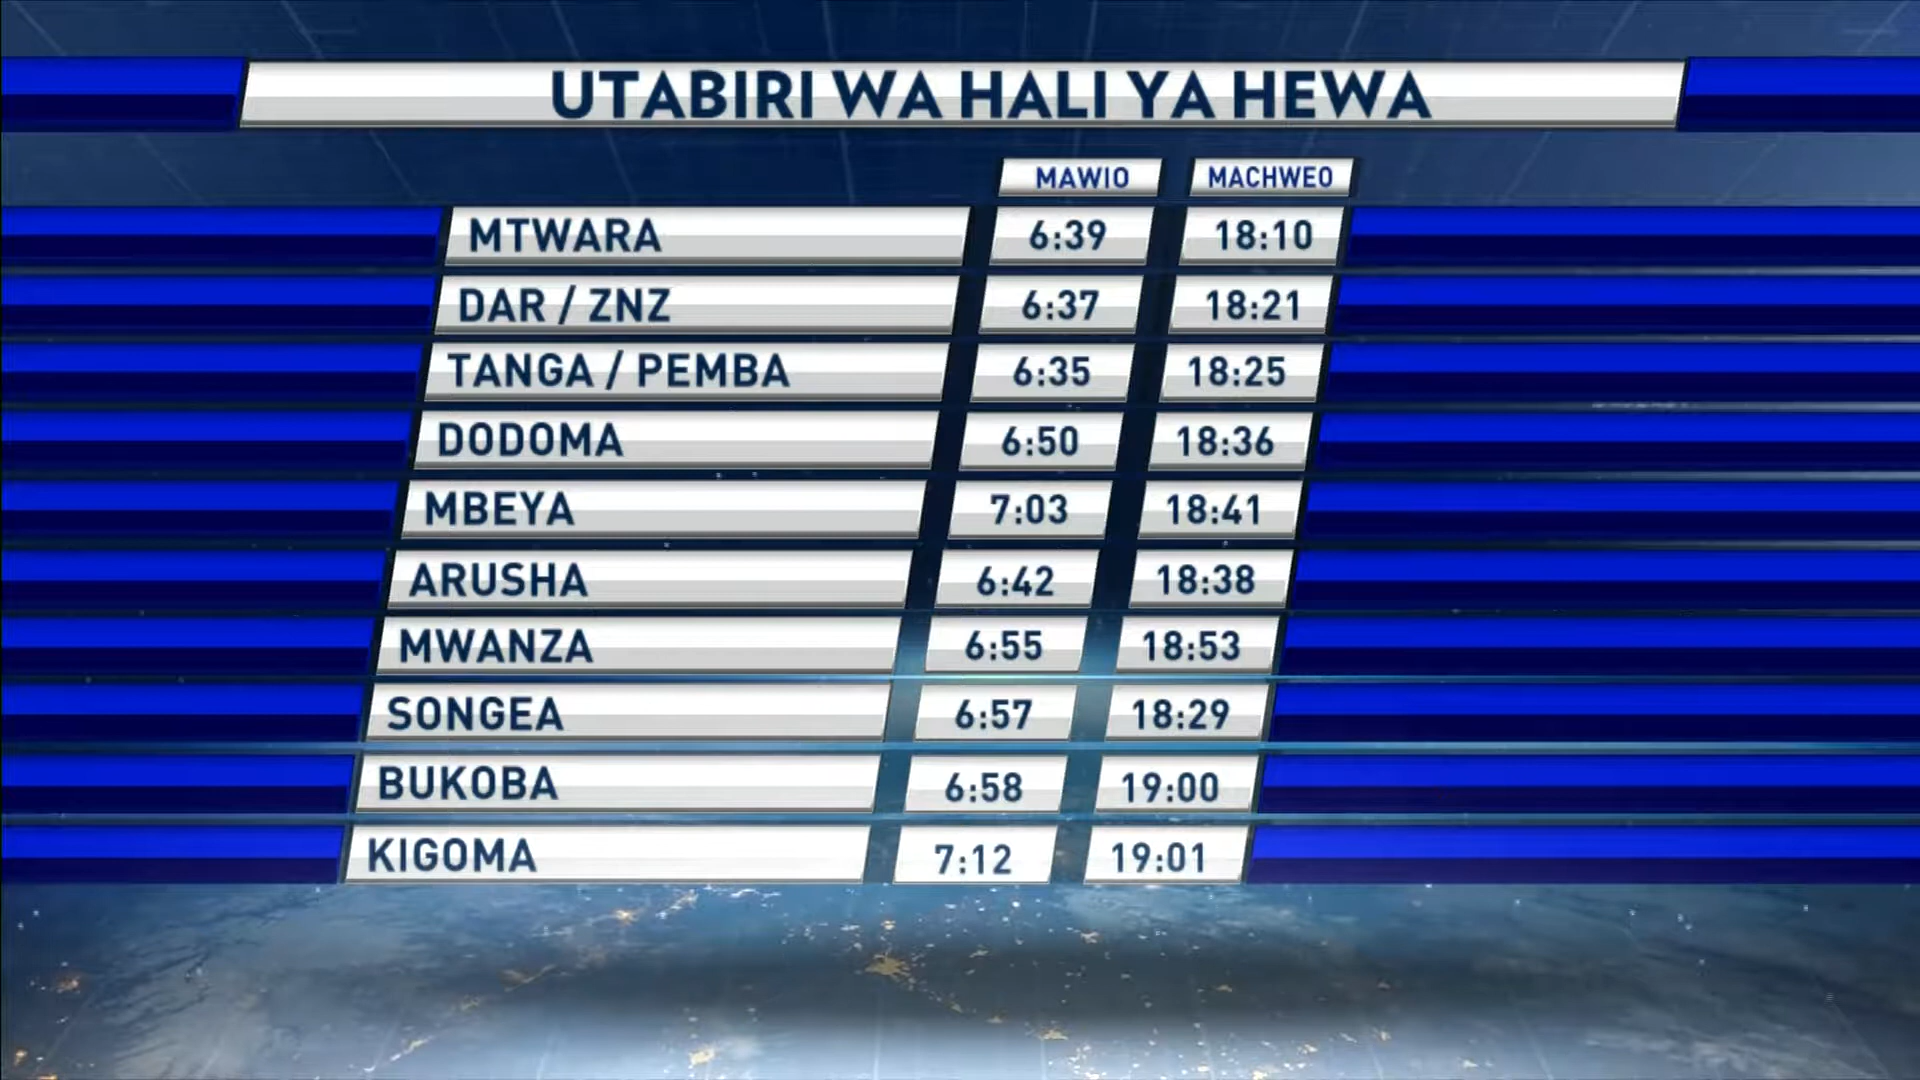 UTABIRI WA HALI YA HEWA
MAWIO MACHWEO
MTWARA 6:39 18:10
DAR / ZNZ 6:37 18:21
TANGA / PEMBA 6:35 18:25
DODOMA 6:50 18:36
MBEYA 7:03 18:41
ARUSHA 6:42 18:38
MWANZA 6:55 18:53
SONGEA 6:57 18:29
BUKOBA 6:58 19:00
KIGOMA 7:12 19:01